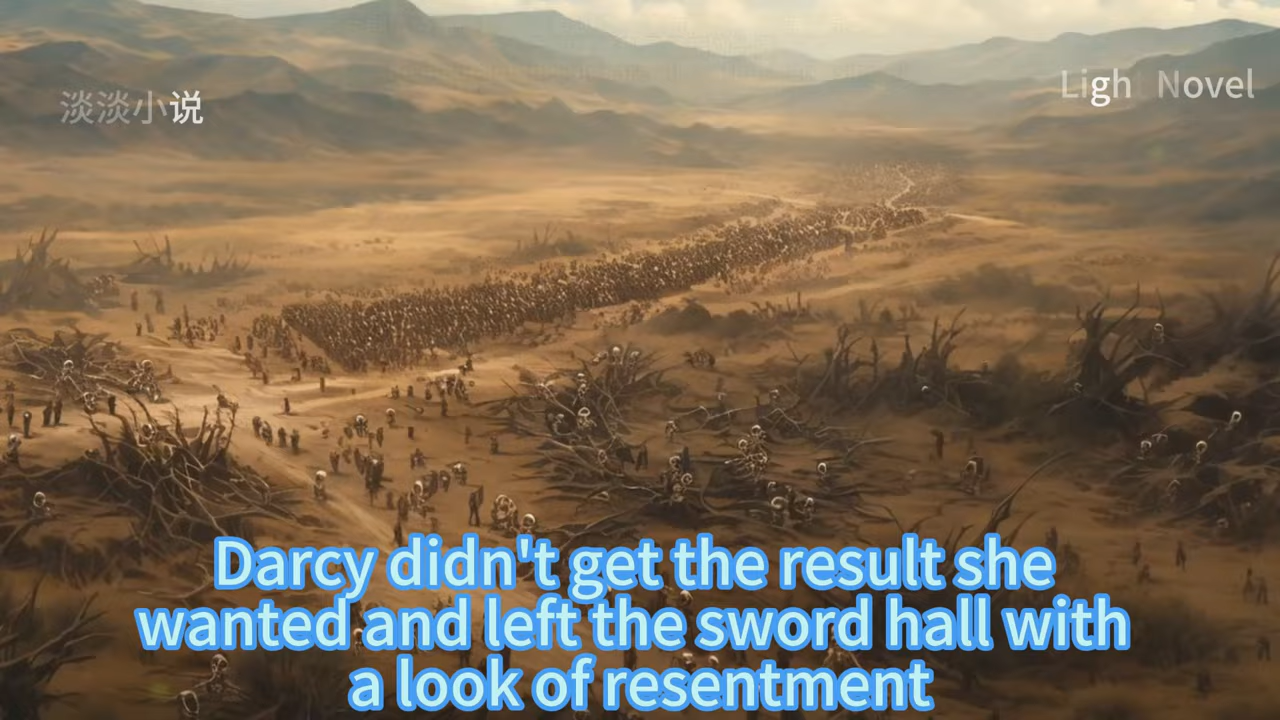 淡淡小说
Ligh Novel
Darcy didn't get the result she
wanted and left the sword hall with
a look of resentment